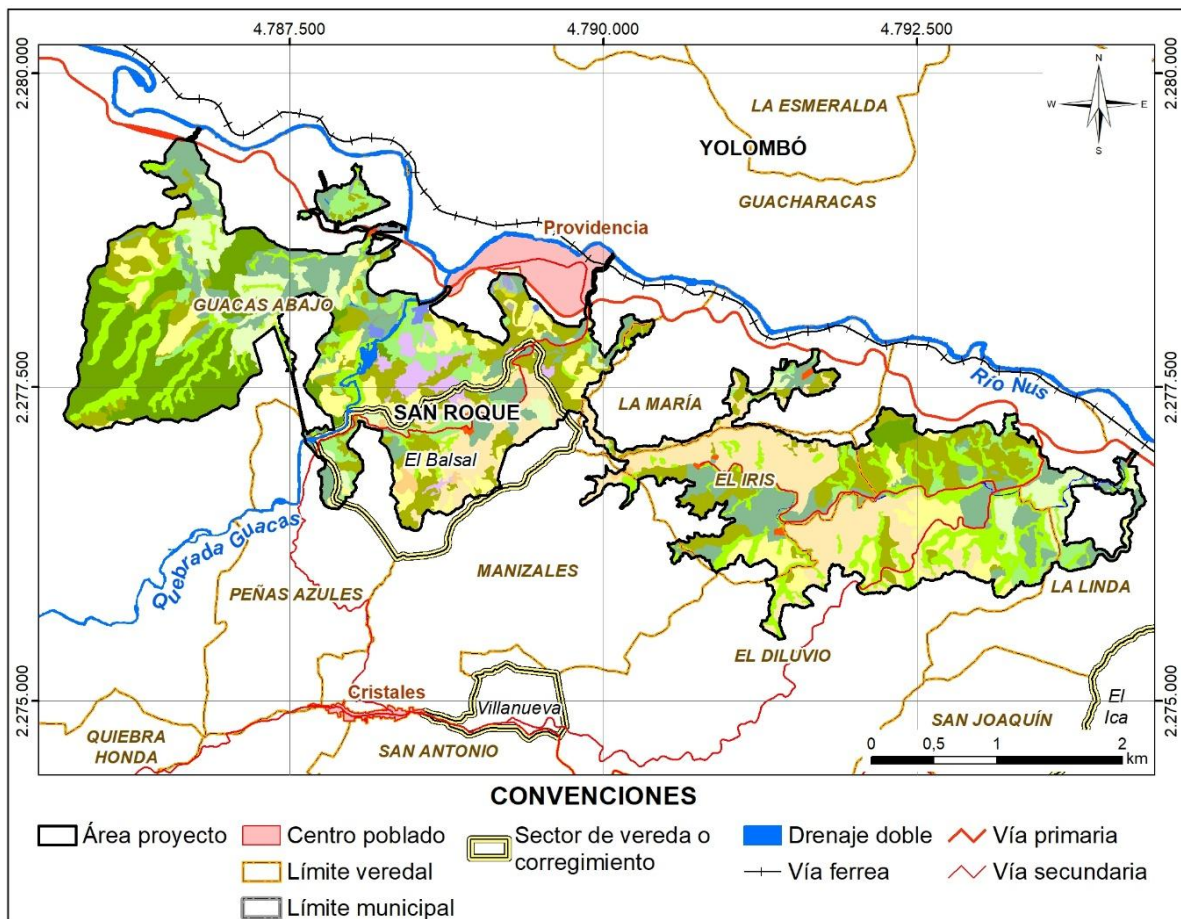 4.787.500
4.790.000
4.792.500
2.280.000
2.280.000
LA ESMERALDA
N
W
E
S
YOLOMBÓ
GUACHARACAS
Providencia
GUACAS ABAJO
2.277.500
2.277.500
Río Nus
LA MARÍA
SAN ROQUE
El Balsal
EL IRIS
Quebrada Guacas
MANIZALES
PEÑAS AZULES
LA LINDA
EL DILUVIO
2.275.000
2.275.000
Cristales
Villanueva
El
Ica
SAN JOAQUÍN
QUIEBRA
HONDA
SAN ANTONIO
0 0,5 1 2
km
CONVENCIONES
Área proyecto
Centro poblado
Límite veredal
Límite municipal
Sector de vereda o
corregimiento
Drenaje doble
Vía ferrea
Vía primaria
Vía secundaria